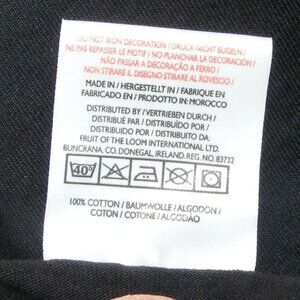 DO NOT IRON DECORATION / DRUCK NICHT BUGELN /
NE PAS REPASSER LE MOTIF / NO PLANCHAR LA DECORACION
NÃO PASSAR A DECORAÇÃO A FERRO /
NON STIRARE IL DISEGNO STIRARE AL ROVESCIO /
MADE IN / HERGESTELLT IN / FABRIQUE EN
FABRICADO EN / PRODOTTO IN: MOROCCO
DISTRIBUTED BY / VERTRIEBEN DURCH /
DISTRIBUÉ PAR / DISTRIBUIDO POR /
DISTRIBUIDO POR / DISTRIBUITO DA:
FRUIT OF THE LOOM INTERNATIONAL LTD.
BUNCRANA, CO. DONEGAL, IRELAND, REG. NO. 83732
40°
100% COTTON / BAUMWOLLE / ALGODON /
COTON / COTONE / ALGODÃO